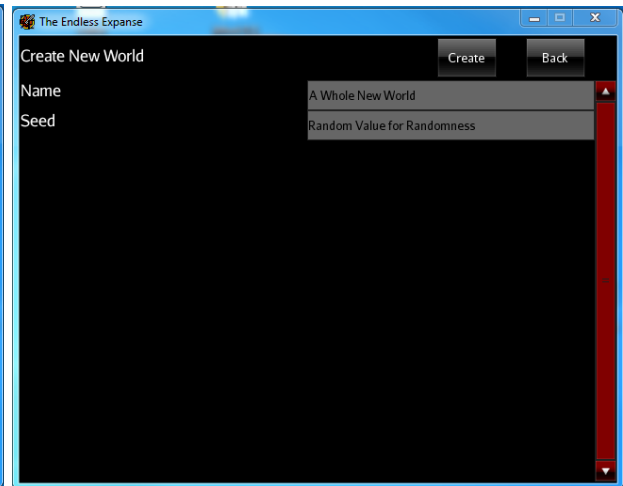 The Endless Expanse
Create New World
Create
Back
Name
A Whole New World
Seed
Random Value for Randomness